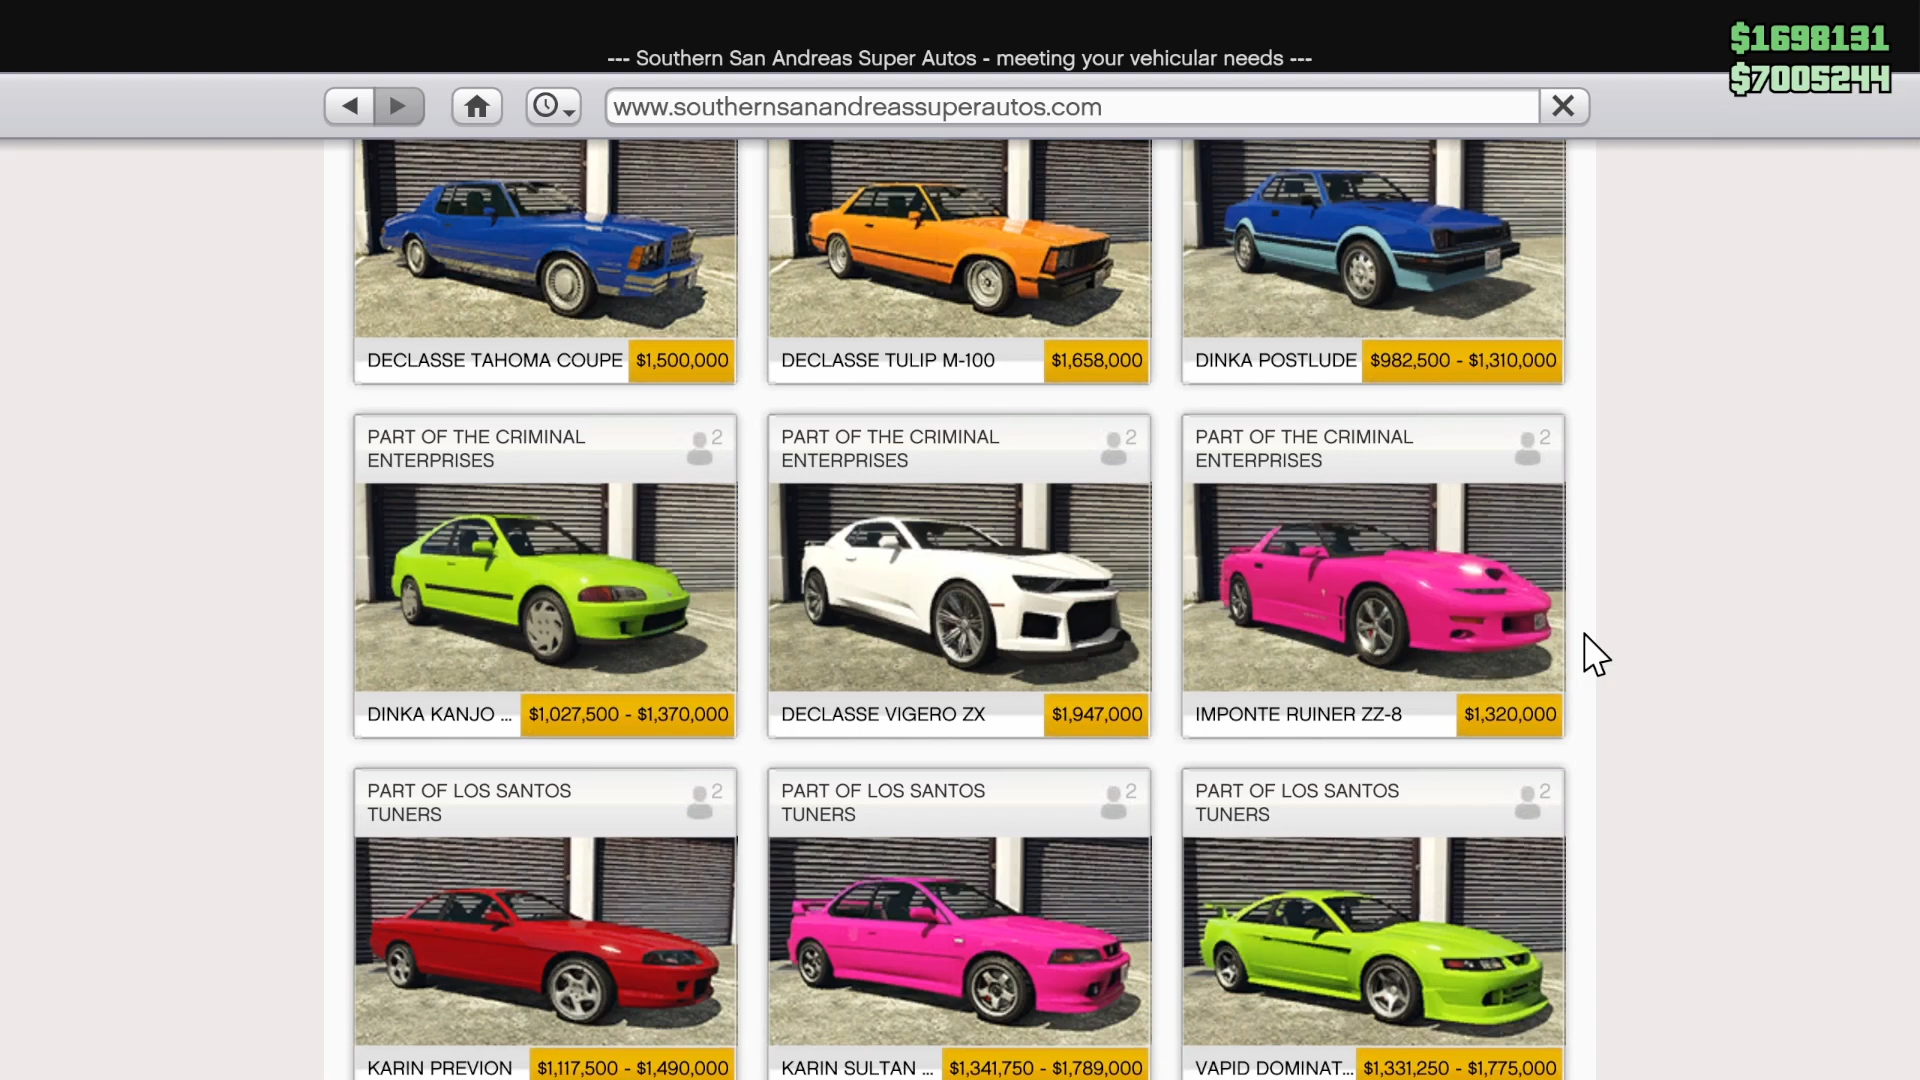 --- Southern San Andreas Super Autos - meeting your vehicular needs ---
$1698131
$7005244
www.southernsanandreassuperautos.com
DECLASSE TAHOMA COUPE $1,500,000
DECLASSE TULIP M-100 $1,658,000
DINKA POSTLUDE $982,500 - $1,310,000
PART OF THE CRIMINAL
ENTERPRISES
2
DINKA KANJO ... $1,027,500 - $1,370,000
PART OF THE CRIMINAL
ENTERPRISES
2
DECLASSE VIGERO ZX $1,947,000
PART OF THE CRIMINAL
ENTERPRISES
2
IMPONTE RUINER ZZ-8 $1,320,000
PART OF LOS SANTOS
TUNERS
2
KARIN PREVION $1,117,500 - $1,490,000
PART OF LOS SANTOS
TUNERS
2
KARIN SULTAN ... $1,341,750 - $1,789,000
PART OF LOS SANTOS
TUNERS
2
VAPID DOMINAT... $1,331,250 - $1,775,000